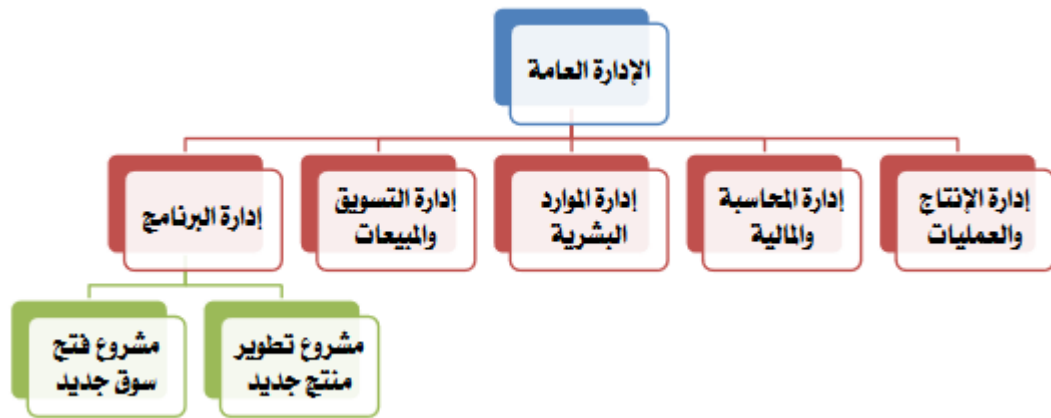 الإدارة العامة
إدارة الإنتاج
والعمليات
إدارة المحاسبة
والمالية
إدارة الموارد
البشرية
إدارة التسويق
والمبيعات
إدارة البرنامج
مشروع تطوير
منتج جديد
مشروع فتح
سوق جديد